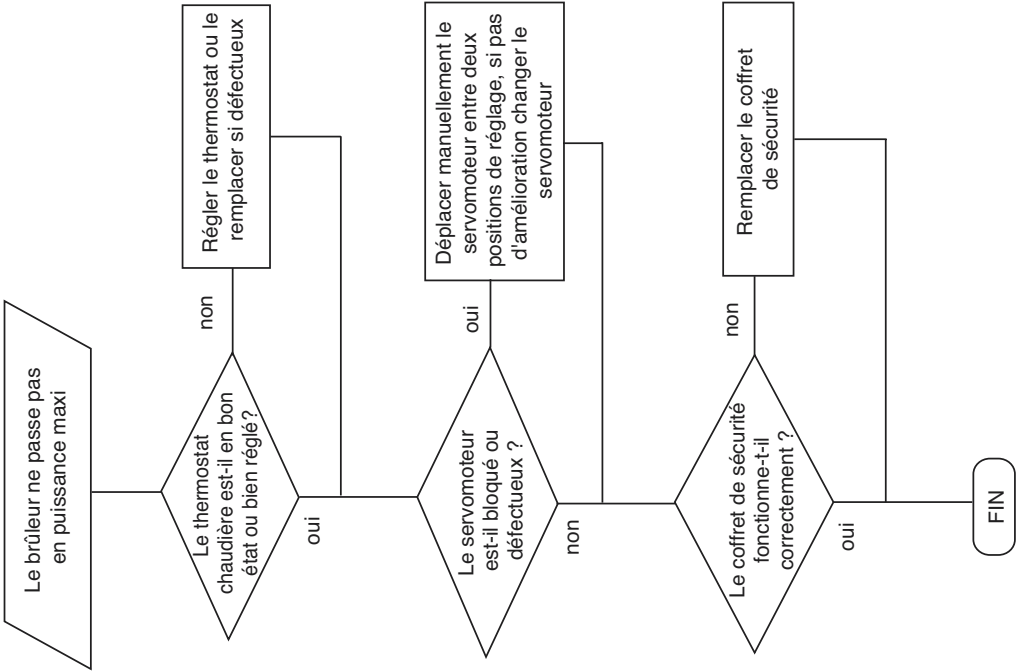 Le brûleur ne passe pas
en puissance maxi
Le thermostat
chaudière est-il en bon
état ou bien réglé?
non
Régler le thermostat ou le
remplacer si défectueux
oui
Le servomoteur
est-il bloqué ou
défectueux ?
oui
Déplacer manuellement le
servomoteur entre deux
positions de réglage, si pas
d'amélioration changer le
servomoteur
non
Le coffret de sécurité
fonctionne-t-il
correctement ?
non
Remplacer le coffret
de sécurité
oui
FIN